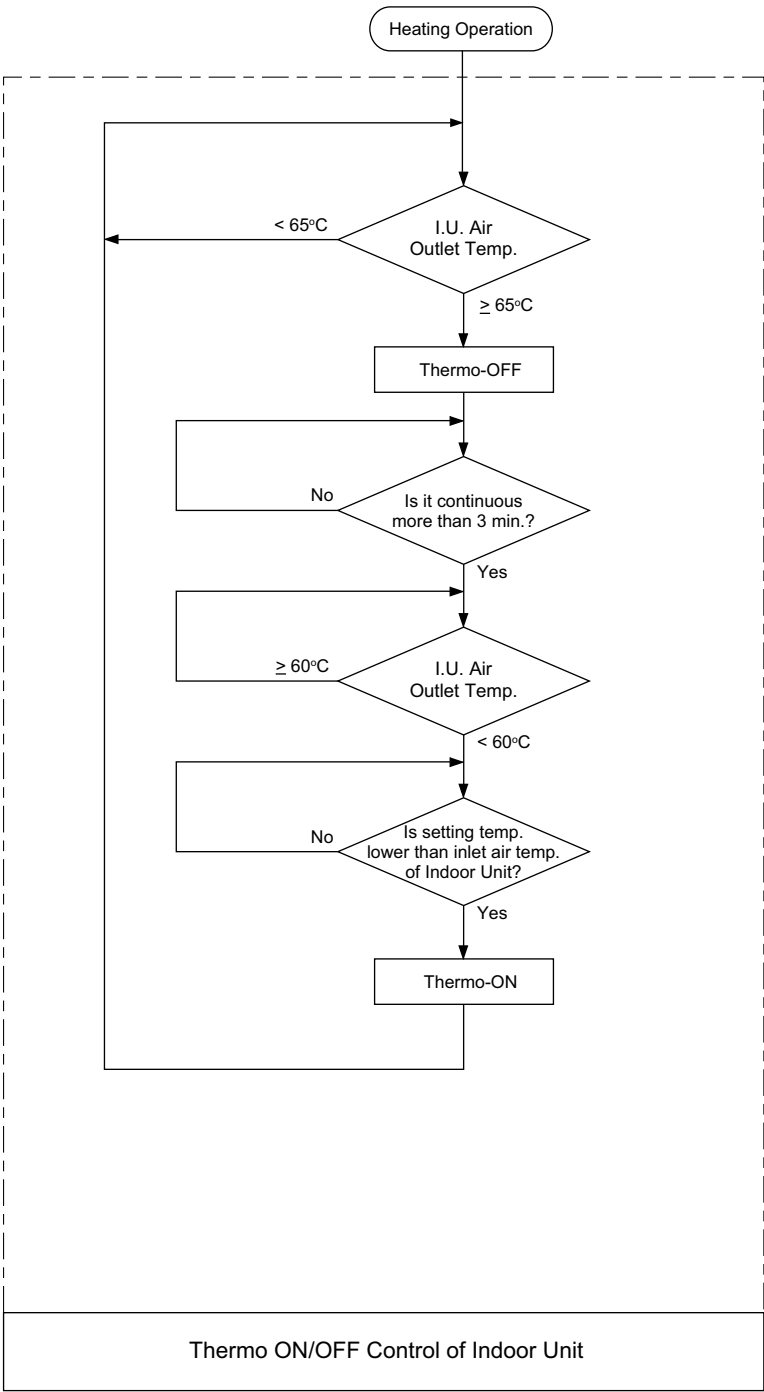 Heating Operation
< 65°C
I.U. Air
Outlet Temp.
≥ 65°C
Thermo-OFF
No
Is it continuous
more than 3 min.?
Yes
≥ 60°C
I.U. Air
Outlet Temp.
< 60°C
No
Is setting temp.
lower than inlet air temp.
of Indoor Unit?
Yes
Thermo-ON
Thermo ON/OFF Control of Indoor Unit